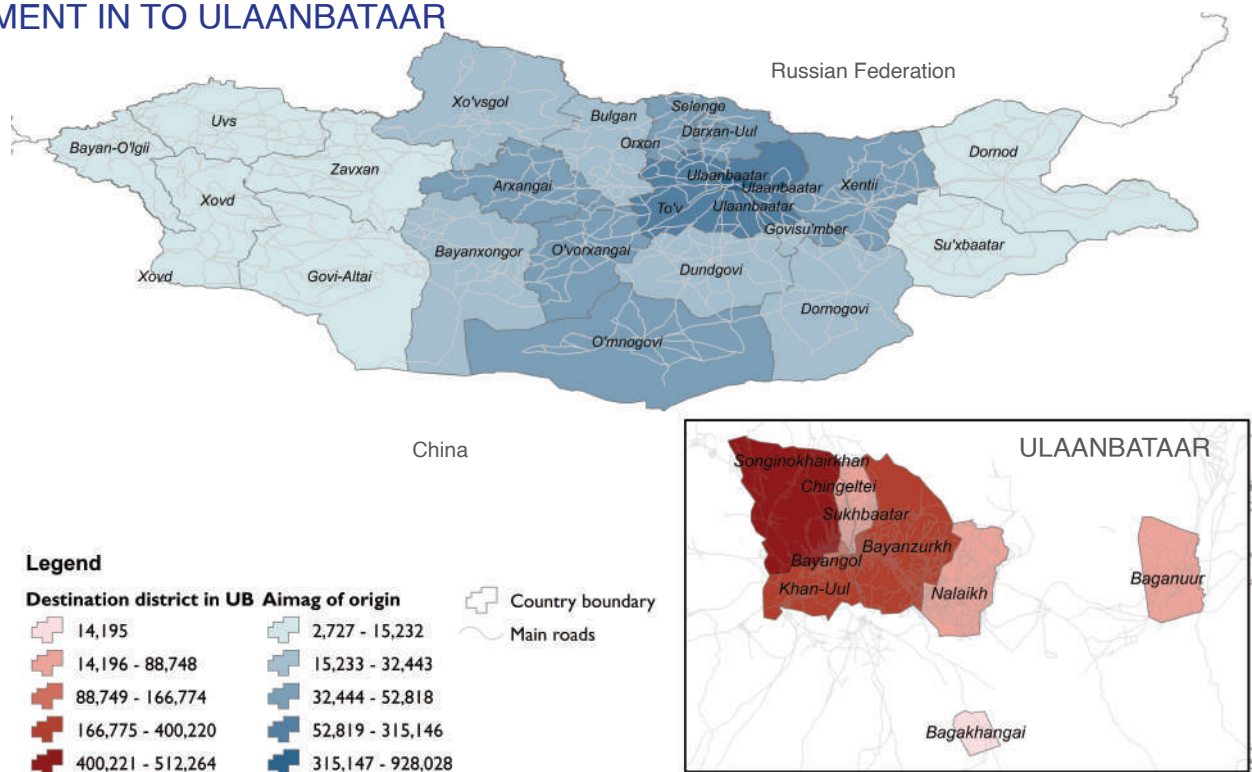 MENT IN TO ULAANBATAAR
Russian Federation
Xo'vsgol
Selenge
Bulgan
Uvs
Darxan-Uul
Orxon
Bayan-O'lgii
Dornod
Zavxan
Ulaanbaatar
Arxangai
Ulaanbaatar
Xentii
Xovd
To'v
Ulaanbaatar
Govisu'mber
O'vorxangai
Bayanxongor
Su'xbaatar
Dundgovi
Xovd
Govi-Altai
Dornogovi
O'mnogovi
China
ULAANBATAAR
Songinokhairkhan
Chingeltei
Sukhbaatar
Bayanzurkh
Bayangol
Khan-Uul
Nalaikh
Baganuur
Bagakhangai
Legend
Destination district in UB
14,195
14,196 - 88,748
88,749 - 166,774
166,775 - 400,220
400,221 - 512,264
Aimag of origin
2,727 - 15,232
15,233 - 32,443
32,444 - 52,818
52,819 - 315,146
315,147 - 928,028
Country boundary
Main roads